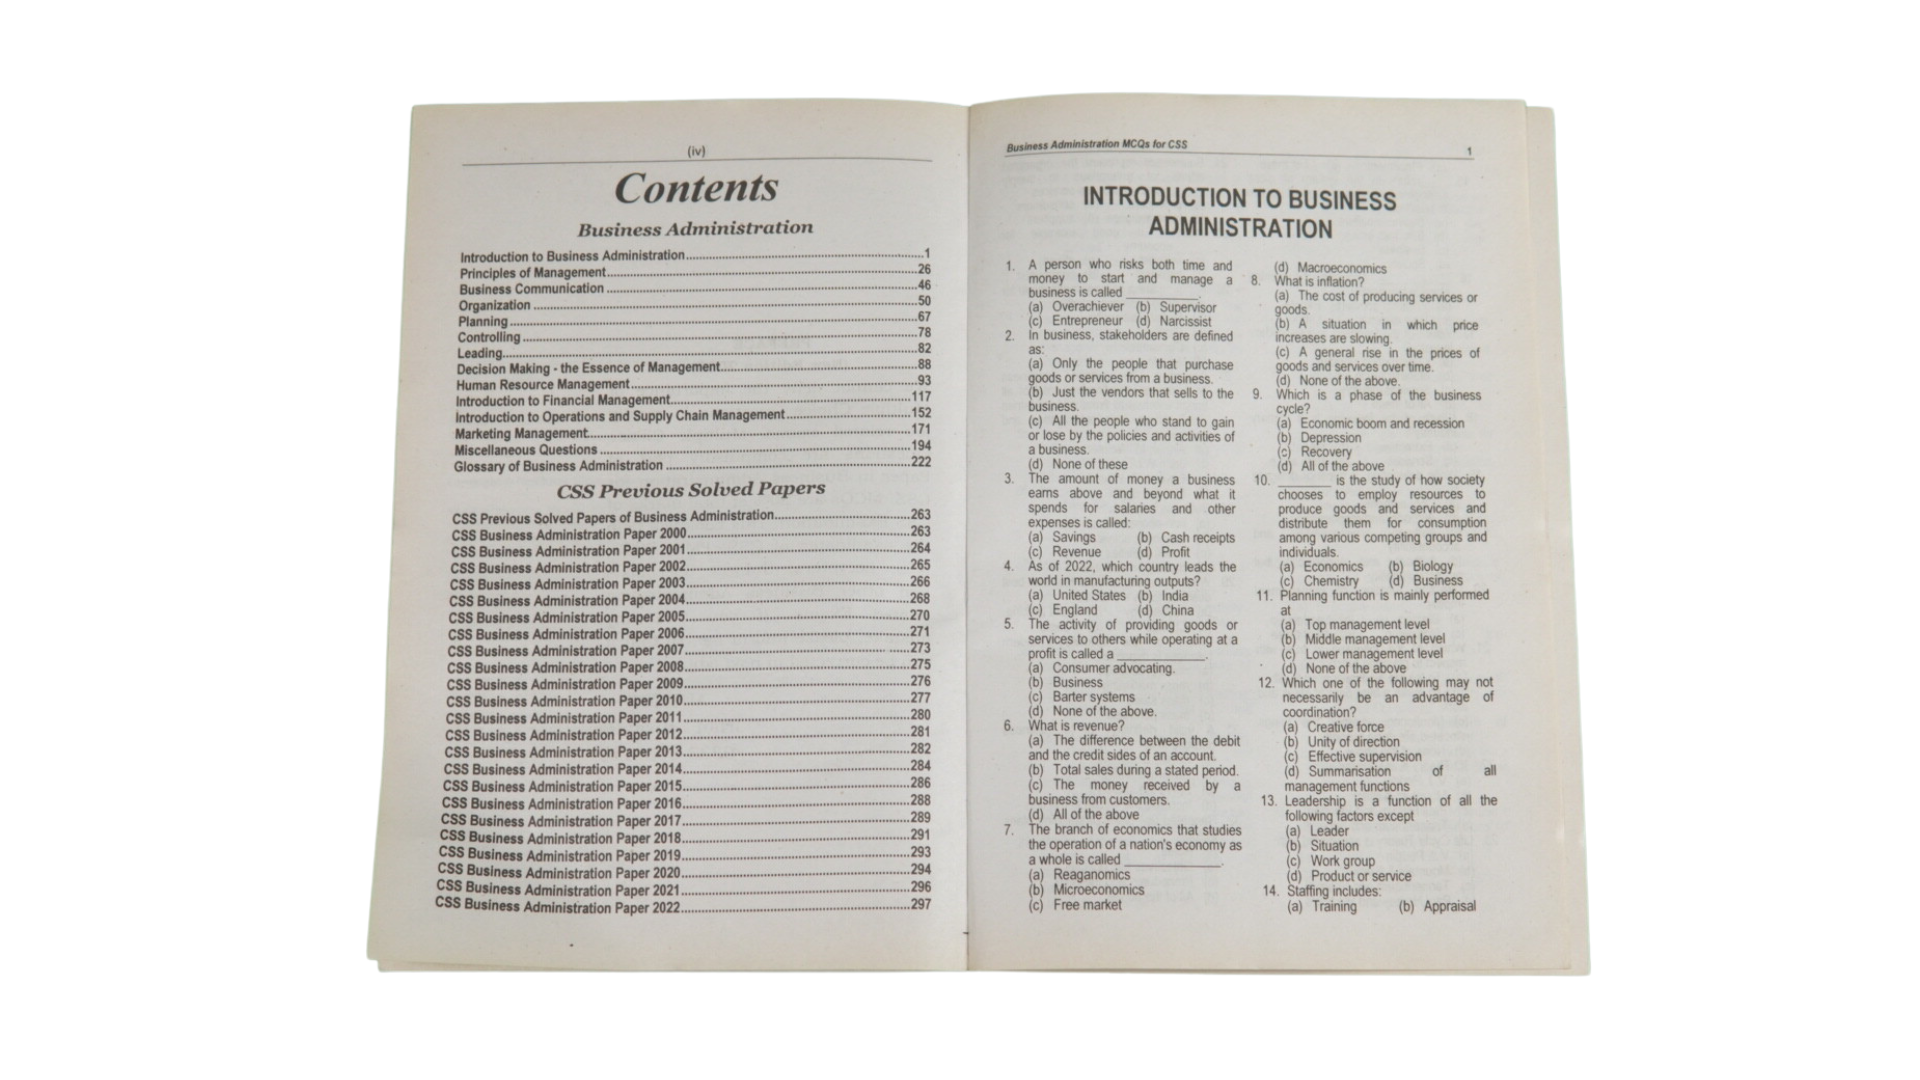 (iv)
Contents
Business Administration
Introduction to Business Administration..........1
Principles of Management..........26
Business Communication..........46
Organization..........50
Planning..........67
Controlling..........78
Leading..........82
Decision Making - the Essence of Management..........88
Human Resource Management..........93
Introduction to Financial Management..........117
Introduction to Operations and Supply Chain Management..........152
Marketing Management..........171
Miscellaneous Questions..........194
Glossary of Business Administration..........222
CSS Previous Solved Papers
CSS Previous Solved Papers of Business Administration..........263
CSS Business Administration Paper 2000..........263
CSS Business Administration Paper 2001..........264
CSS Business Administration Paper 2002..........265
CSS Business Administration Paper 2003..........266
CSS Business Administration Paper 2004..........268
CSS Business Administration Paper 2005..........270
CSS Business Administration Paper 2006..........271
CSS Business Administration Paper 2007..........273
CSS Business Administration Paper 2008..........275
CSS Business Administration Paper 2009..........276
CSS Business Administration Paper 2010..........277
CSS Business Administration Paper 2011..........280
CSS Business Administration Paper 2012..........281
CSS Business Administration Paper 2013..........282
CSS Business Administration Paper 2014..........284
CSS Business Administration Paper 2015..........286
CSS Business Administration Paper 2016..........288
CSS Business Administration Paper 2017..........289
CSS Business Administration Paper 2018..........291
CSS Business Administration Paper 2019..........293
CSS Business Administration Paper 2020..........294
CSS Business Administration Paper 2021..........296
CSS Business Administration Paper 2022..........297
Business Administration MCQs for CSS 1
INTRODUCTION TO BUSINESS
ADMINISTRATION
1. A person who risks both time and
money to start and manage a
business is called __________.
(a) Overachiever (b) Supervisor
(c) Entrepreneur (d) Narcissist
2. In business, stakeholders are defined
as:
(a) Only the people that purchase
goods or services from a business.
(b) Just the vendors that sells to the
business.
(c) All the people who stand to gain
or lose by the policies and activities of
a business.
(d) None of these
3. The amount of money a business
earns above and beyond what it
spends for salaries and other
expenses is called:
(a) Savings (b) Cash receipts
(c) Revenue (d) Profit
4. As of 2022, which country leads the
world in manufacturing outputs?
(a) United States (b) India
(c) England (d) China
5. The activity of providing goods or
services to others while operating at a
profit is called a ____________.
(a) Consumer advocating.
(b) Business
(c) Barter systems
(d) None of the above.
6. What is revenue?
(a) The difference between the debit
and the credit sides of an account.
(b) Total sales during a stated period.
(c) The money received by a
business from customers.
(d) All of the above
7. The branch of economics that studies
the operation of a nation's economy as
a whole is called _____________.
(a) Reaganomics
(b) Microeconomics
(c) Free market
(d) Macroeconomics
8. What is inflation?
(a) The cost of producing services or
goods.
(b) A situation in which price
increases are slowing.
(c) A general rise in the prices of
goods and services over time.
(d) None of the above.
9. Which is a phase of the business
cycle?
(a) Economic boom and recession
(b) Depression
(c) Recovery
(d) All of the above
10. _______ is the study of how society
chooses to employ resources to
produce goods and services and
distribute them for consumption
among various competing groups and
individuals.
(a) Economics (b) Biology
(c) Chemistry (d) Business
11. Planning function is mainly performed
at
(a) Top management level
(b) Middle management level
(c) Lower management level
(d) None of the above
12. Which one of the following may not
necessarily be an advantage of
coordination?
(a) Creative force
(b) Unity of direction
(c) Effective supervision
(d) Summarisation of all
management functions
13. Leadership is a function of all the
following factors except
(a) Leader
(b) Situation
(c) Work group
(d) Product or service
14. Staffing includes:
(a) Training (b) Appraisal